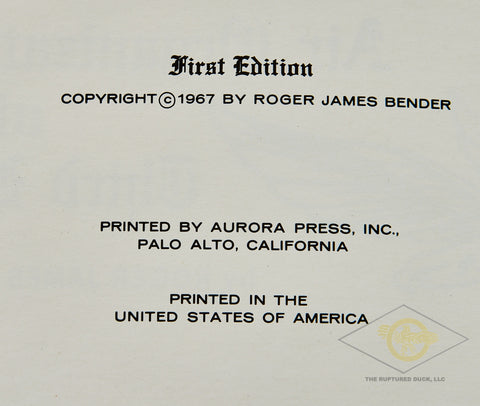 First Edition
COPYRIGHT © 1967 BY ROGER JAMES BENDER
PRINTED BY AURORA PRESS, INC.,
PALO ALTO, CALIFORNIA
PRINTED IN THE
UNITED STATES OF AMERICA
THE RUPTURED DUCK, LLC